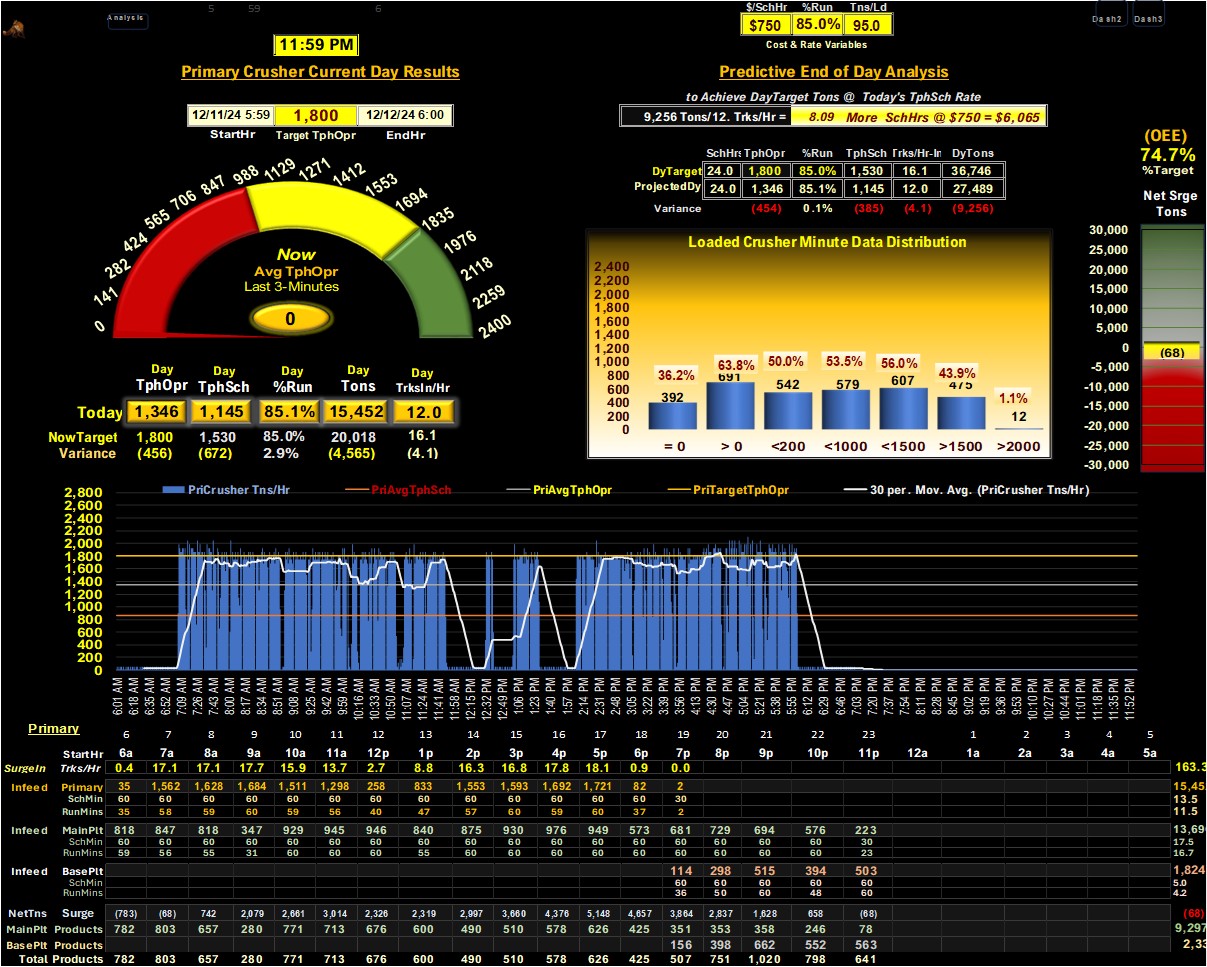 5 59 6
Analysis
$/SchHr %Run Tns/Ld
$750 85.0% 95.0
Cost & Rate Variables
Dash2 Dash3
11:59 PM
Primary Crusher Current Day Results
Predictive End of Day Analysis
12/11/24 5:59 1,800 12/12/24 6:00
StartHr Target TphOpr EndHr
to Achieve DayTarget Tons @ Today's TphSch Rate
9,256 Tons/12. Trks/Hr = 8.09 More SchHrs @ $750 = $6,065
(OEE)
74.7%
%Target
SchHrs TphOpr %Run TphSch Trks/Hr-In DyTons
DyTarget 24.0 1,800 85.0% 1,530 16.1 36,746
ProjectedDy 24.0 1,346 85.1% 1,145 12.0 27,489
Variance (454) 0.1% (385) (4.1) (9,256)
Net Srge
Tons
30,000
25,000
20,000
15,000
10,000
5,000
0
-5,000
-10,000
-15,000
-20,000
-25,000
-30,000
(68)
0 141 282 424 565 706 847 988 1129 1271 1412 1553 1694 1835 1976 2118 2259 2400
Now
Avg TphOpr
Last 3-Minutes
0
Loaded Crusher Minute Data Distribution
2,400
2,200
2,000
1,800
1,600
1,400
1,200
1,000
800
600
400
200
0
36.2% 63.8% 50.0% 53.5% 56.0% 43.9% 1.1%
392 691 542 579 607 475 12
= 0 > 0 <200 <1000 <1500 >1500 >2000
Day Day Day Day Day
TphOpr TphSch %Run Tons TrksIn/Hr
Today 1,346 1,145 85.1% 15,452 12.0
NowTarget 1,800 1,530 85.0% 20,018 16.1
Variance (456) (672) 2.9% (4,565) (4.1)
PriCrusher Tns/Hr PriAvgTphSch PriAvgTphOpr PriTargetTphOpr 30 per. Mov. Avg. (PriCrusher Tns/Hr)
2,800
2,600
2,400
2,200
2,000
1,800
1,600
1,400
1,200
1,000
800
600
400
200
0
6:01 AM 6:18 AM 6:35 AM 6:52 AM 7:09 AM 7:26 AM 7:43 AM 8:00 AM 8:17 AM 8:34 AM 8:51 AM 9:08 AM 9:25 AM 9:42 AM 9:59 AM 10:16 AM 10:33 AM 10:50 AM 11:07 AM 11:24 AM 11:41 AM 11:58 AM 12:15 PM 12:32 PM 12:49 PM 1:06 PM 1:23 PM 1:40 PM 1:57 PM 2:14 PM 2:31 PM 2:48 PM 3:05 PM 3:22 PM 3:39 PM 3:56 PM 4:13 PM 4:30 PM 4:47 PM 5:04 PM 5:21 PM 5:38 PM 5:55 PM 6:12 PM 6:29 PM 6:46 PM 7:03 PM 7:20 PM 7:37 PM 7:54 PM 8:11 PM 8:28 PM 8:45 PM 9:02 PM 9:19 PM 9:36 PM 9:53 PM 10:10 PM 10:27 PM 10:44 PM 11:01 PM 11:18 PM 11:35 PM 11:52 PM
Primary
6 7 8 9 10 11 12 13 14 15 16 17 18 19 20 21 22 23 1 2 3 4 5
StartHr 6a 7a 8a 9a 10a 11a 12p 1p 2p 3p 4p 5p 6p 7p 8p 9p 10p 11p 12a 1a 2a 3a 4a 5a
SurgeIn Trks/Hr 0.4 17.1 17.1 17.7 15.9 13.7 2.7 8.8 16.3 16.8 17.8 18.1 0.9 0.0 163.3
Infeed Primary 35 1,562 1,628 1,684 1,511 1,298 258 833 1,553 1,593 1,692 1,721 82 2 15,45
SchMin 60 60 60 60 60 60 60 60 60 60 60 60 60 30 13.5
RunMins 35 58 59 60 59 56 40 47 57 60 59 60 37 2 11.5
Infeed MainPlt 818 847 818 347 929 945 946 840 875 930 976 949 573 681 729 694 576 223 13,69
SchMin 60 60 60 60 60 60 60 60 60 60 60 60 60 60 60 60 60 30 17.5
RunMins 59 56 55 31 60 60 60 55 60 60 60 60 60 60 60 60 60 23 16.7
Infeed BasePlt 114 298 515 394 503 1,824
SchMin 60 60 60 60 60 5.0
RunMins 36 50 60 48 60 4.2
NetTns Surge (783) (68) 742 2,079 2,661 3,014 2,326 2,319 2,997 3,660 4,376 5,148 4,657 3,864 2,837 1,628 658 (68) (68)
MainPlt Products 782 803 657 280 771 713 676 600 490 510 578 626 425 351 353 358 246 78 9,297
BasePlt Products 156 398 662 552 563 2,33
Total Products 782 803 657 280 771 713 676 600 490 510 578 626 425 507 751 1,020 798 641